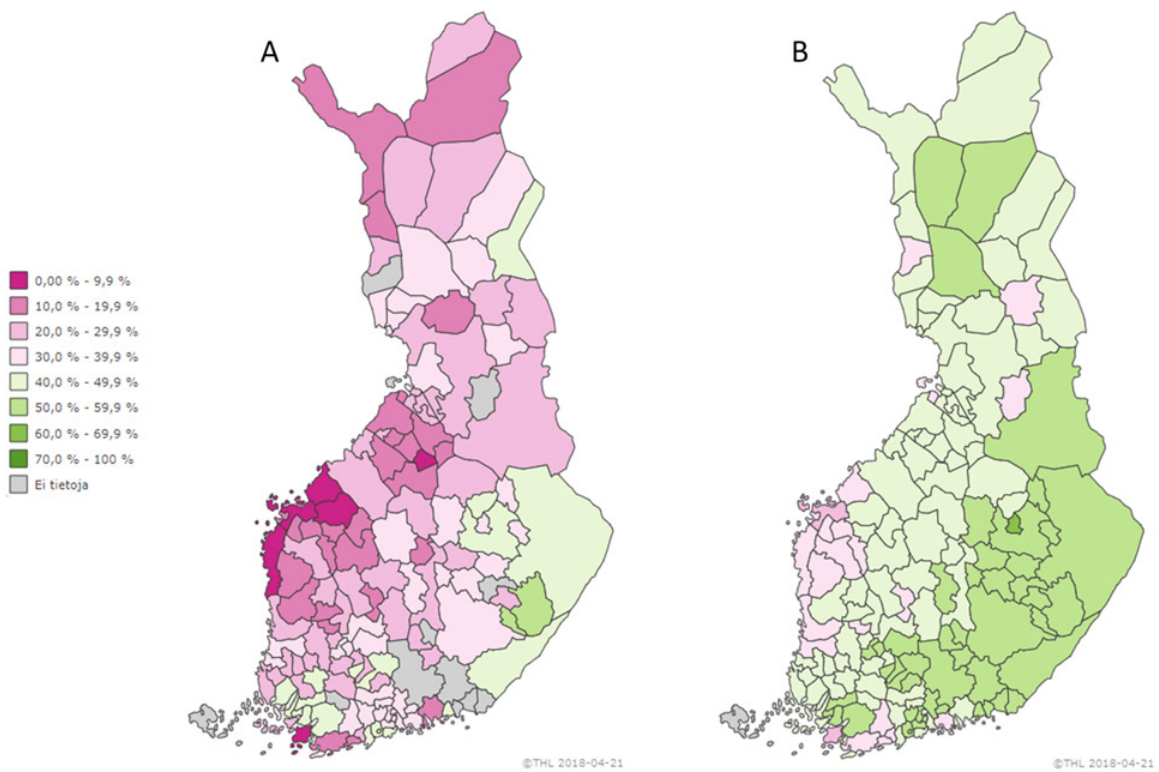 A
B
0,00 % - 9,9 %
10,0 % - 19,9 %
20,0 % - 29,9 %
30,0 % - 39,9 %
40,0 % - 49,9 %
50,0 % - 59,9 %
60,0 % - 69,9 %
70,0 % - 100 %
Ei tietoja
©THL 2018-04-21
©THL 2018-04-21